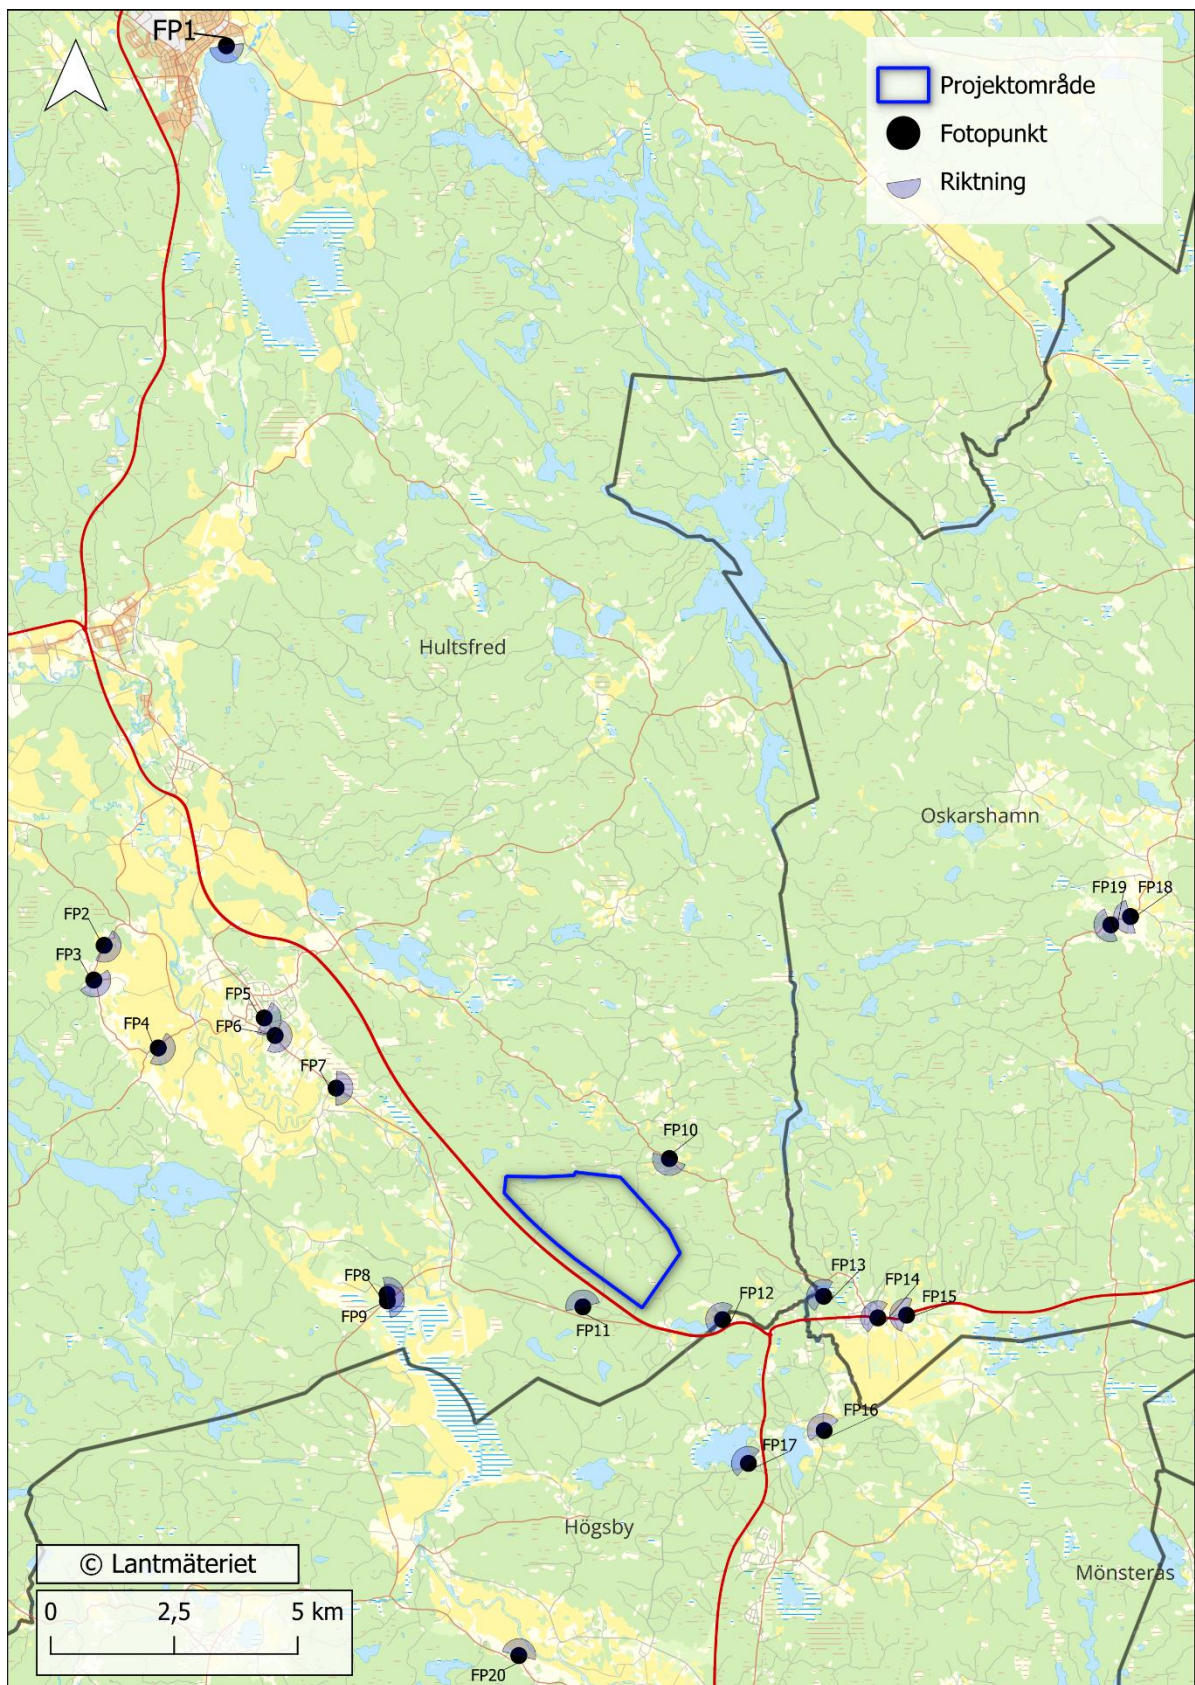 FP1
Projektområde
Fotopunkt
Riktning
Hultsfred
Oskarshamn
FP19
FP18
FP2
FP3
FP5
FP6
FP4
FP7
FP10
FP8
FP9
FP11
FP12
FP13
FP14
FP15
FP16
FP17
Högsby
© Lantmäteriet
Mönsterås
0
2,5
5 km
FP20